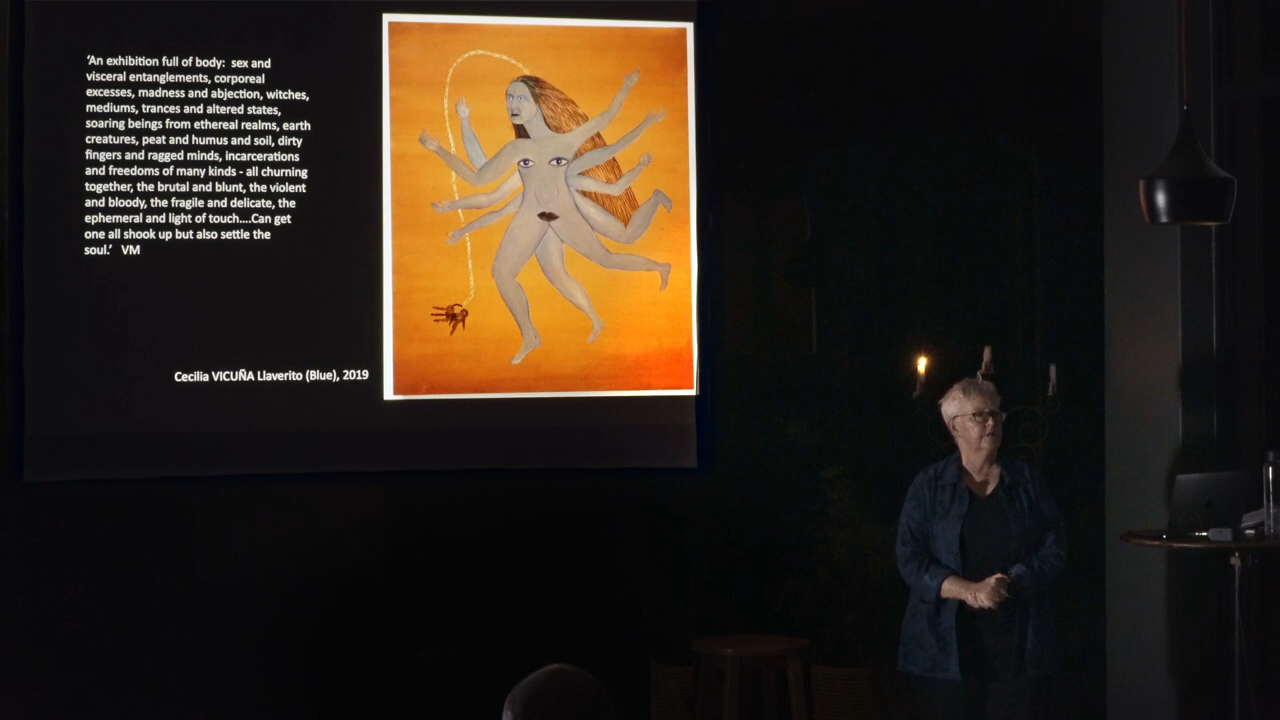 ‘An exhibition full of body:  sex and
visceral entanglements, corporeal
excesses, madness and abjection, witches,
mediums, trances and altered states,
soaring beings from ethereal realms, earth
creatures, peat and humus and soil, dirty
fingers and ragged minds, incarcerations
and freedoms of many kinds - all churning
together, the brutal and blunt, the violent
and bloody, the fragile and delicate, the
ephemeral and light of touch....Can get
one all shook up but also settle the
soul.’  VM
Cecilia VICUÑA Llaverito (Blue), 2019